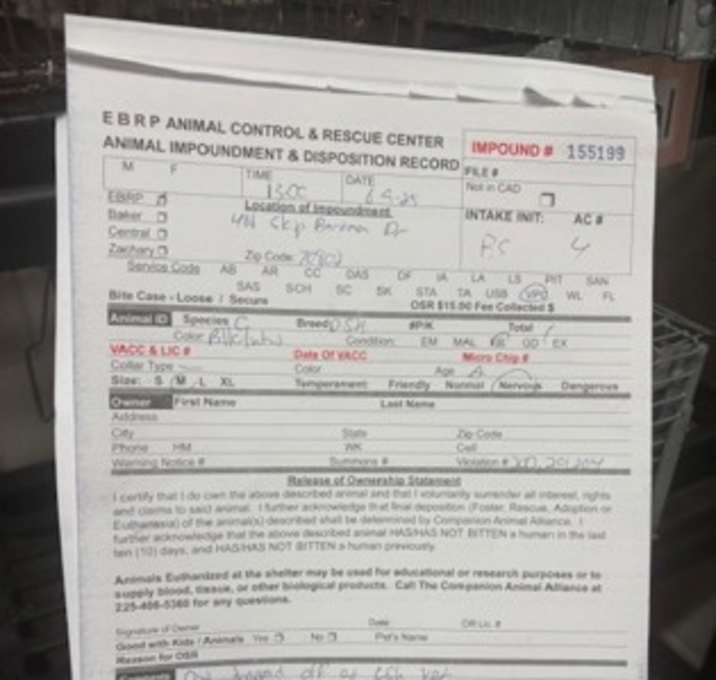 EBRP ANIMAL CONTROL & RESCUE CENTER
ANIMAL IMPOUNDMENT & DISPOSITION RECORD
IMPOUND # 155199
M F TIME DATE FILE #
Not in CAD
EBRP
Location of Impoundment
INTAKE INIT: AC #
Baker
Central
4
Zachary
Zip Code
Service Code AB AR CC DAS DF IA LA LS PIT SAN
SAS SCH SC SK STA TA USB VPO WL FL
Bite Case - Loose / Secure OSR $15.00 Fee Collected $
Animal ID Species C Breed DSH #P/K Total
Color Condition: EM MAL GO EX
VACC & LIC # Date Of VACC Micro Chip #
Collar Type Color Age A
Size: S M L XL Temperament: Friendly Normal Nervous Dangerous
Owner First Name Last Name
Address
City State Zip Code
Phone HM WK Cell
Warning Notice # Summons # Violation #
Release of Ownership Statement
I certify that I do own the above described animal and that I voluntarily surrender all interest, rights
and claims to said animal. I further acknowledge that final deposition (Foster, Rescue, Adoption or
Euthanasia) of the animal(s) described shall be determined by Companion Animal Alliance. I
further acknowledge that the above described animal HAS/HAS NOT BITTEN a human in the last
ten (10) days, and HAS/HAS NOT BITTEN a human previously.
Animals Euthanized at the shelter may be used for educational or research purposes or to
supply blood, tissue, or other biological products. Call The Companion Animal Alliance at
225-408-5360 for any questions.
Signature of Owner Date DR Lic. #
Good with Kids / Animals Yes No Pet's Name
Reason for OSR
Comments